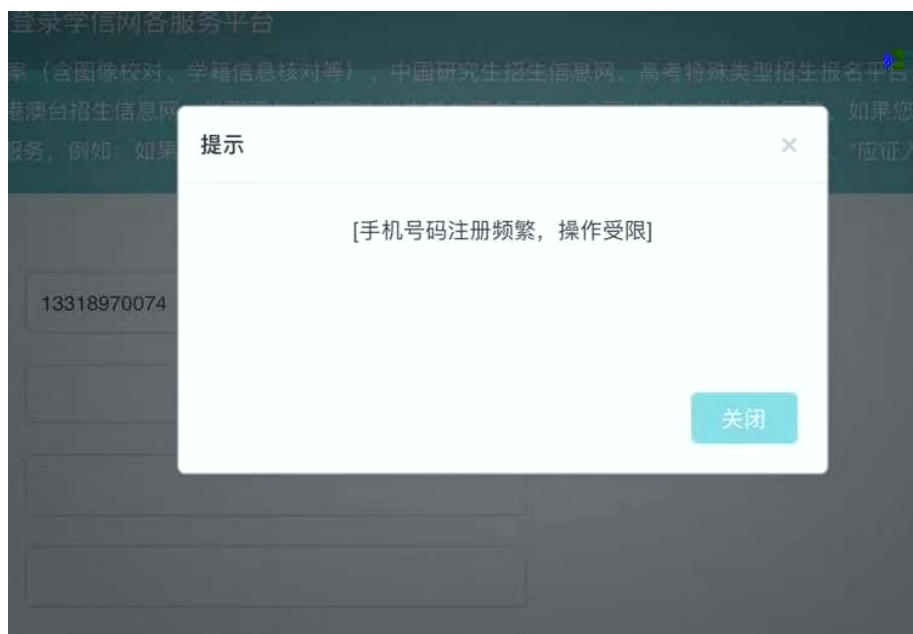 登录学信网各服务平台
案（含图像校对、学籍信息核对等）、中国研究生招生信息网、高考特殊类型招生报名平台
港澳台招生信息网
如果您
服务，例如：如果
"应征入
提示
×
[手机号码注册频繁，操作受限]
13318970074
关闭